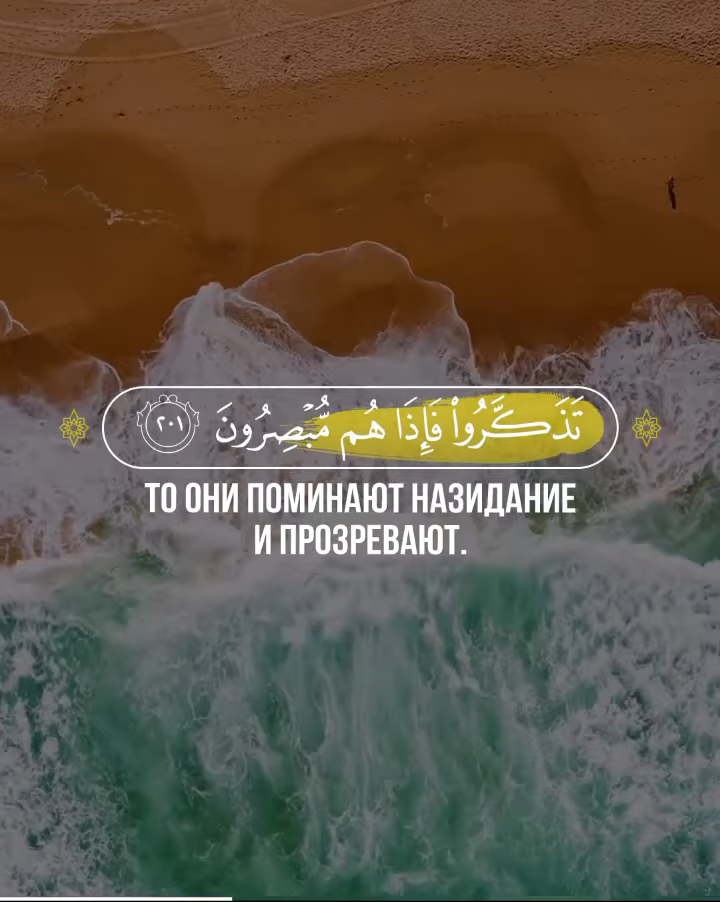 تَذَكَّرُوا۟ فَإِذَا هُم مُّبْصِرُونَ ٢٠١
ТО ОНИ ПОМИНАЮТ НАЗИДАНИЕ
И ПРОЗРЕВАЮТ.